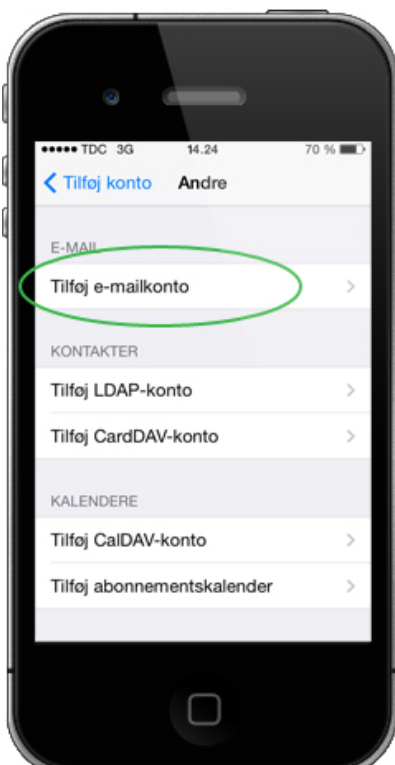 TDC 3G 14.24 70 %
Tilføj konto Andre
E-MAIL
Tilføj e-mailkonto
KONTAKTER
Tilføj LDAP-konto
Tilføj CardDAV-konto
KALENDERE
Tilføj CalDAV-konto
Tilføj abonnementskalender